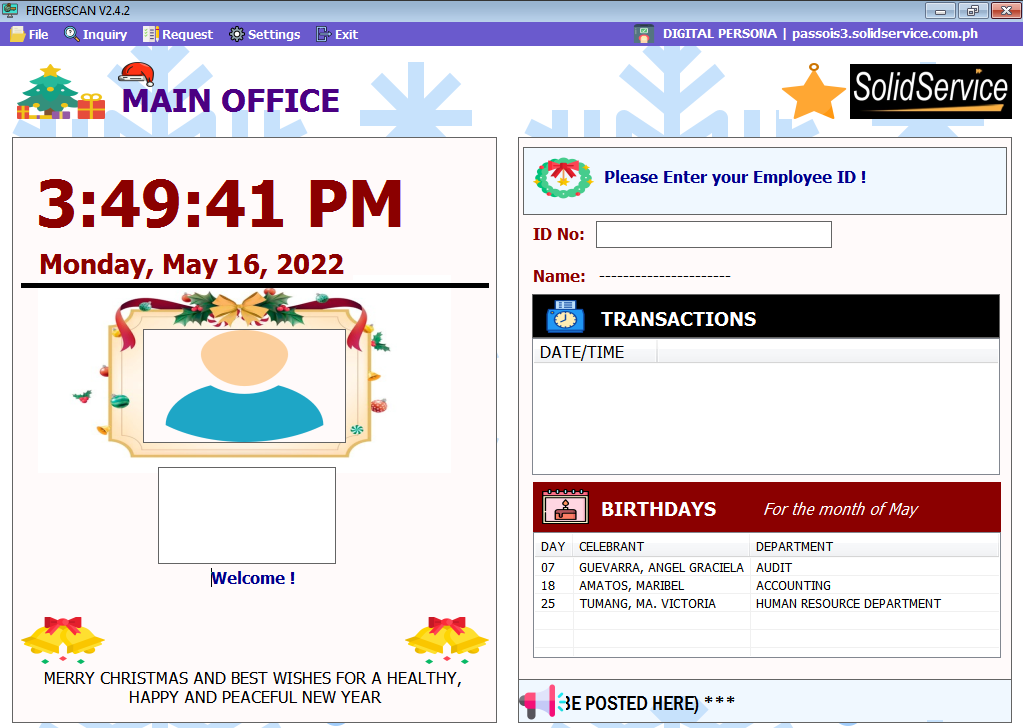 FINGERSCAN V2.4.2
File Inquiry Request Settings Exit DIGITAL PERSONA | passois3.solidservice.com.ph
MAIN OFFICE
SolidService
3:49:41 PM
Monday, May 16, 2022
Welcome !
MERRY CHRISTMAS AND BEST WISHES FOR A HEALTHY,
HAPPY AND PEACEFUL NEW YEAR
Please Enter your Employee ID !
ID No:
Name: ----------------------
TRANSACTIONS
DATE/TIME
BIRTHDAYS For the month of May
DAY CELEBRANT DEPARTMENT
07 GUEVARRA, ANGEL GRACIELA AUDIT
18 AMATOS, MARIBEL ACCOUNTING
25 TUMANG, MA. VICTORIA HUMAN RESOURCE DEPARTMENT
BE POSTED HERE) ***